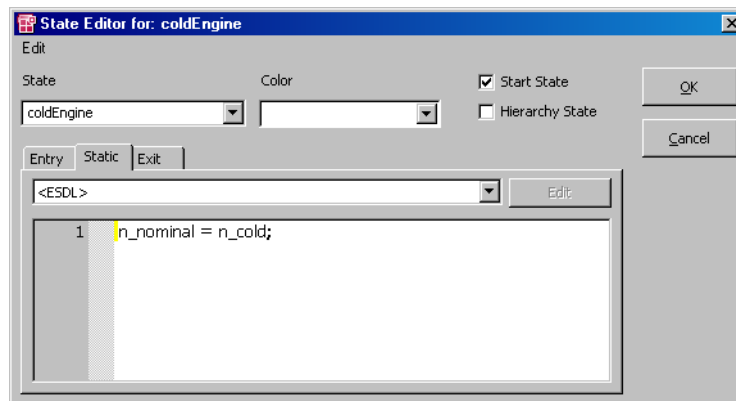 State Editor for: coldEngine
Edit
State
Color
Start State
OK
coldEngine
Hierarchy State
Cancel
Entry
Static
Exit
<ESDL>
Edit
1 n_nominal = n_cold;